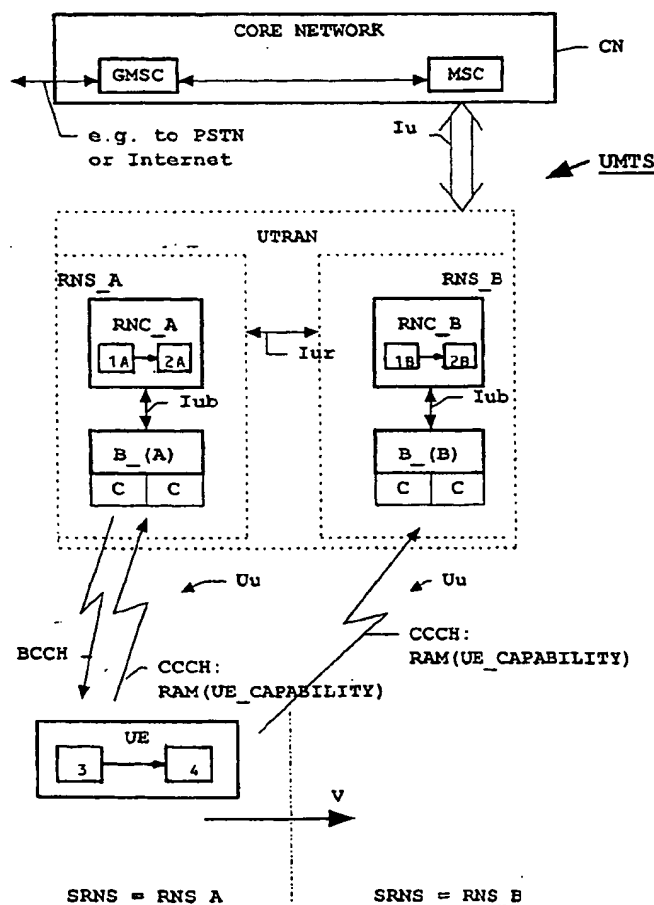 CORE NETWORK
CN
GMSC
MSC
e.g. to PSTN
or Internet
Iu
UMTS
UTRAN
RNS_A
RNS_B
RNC_A
RNC_B
1A
2A
1B
2B
Iur
Iub
Iub
B_(A)
B_(B)
C C
C C
Uu
Uu
BCCH
CCCH:
RAM(UE_CAPABILITY)
CCCH:
RAM(UE_CAPABILITY)
UE
3
4
V
SRNS = RNS A
SRNS = RNS B